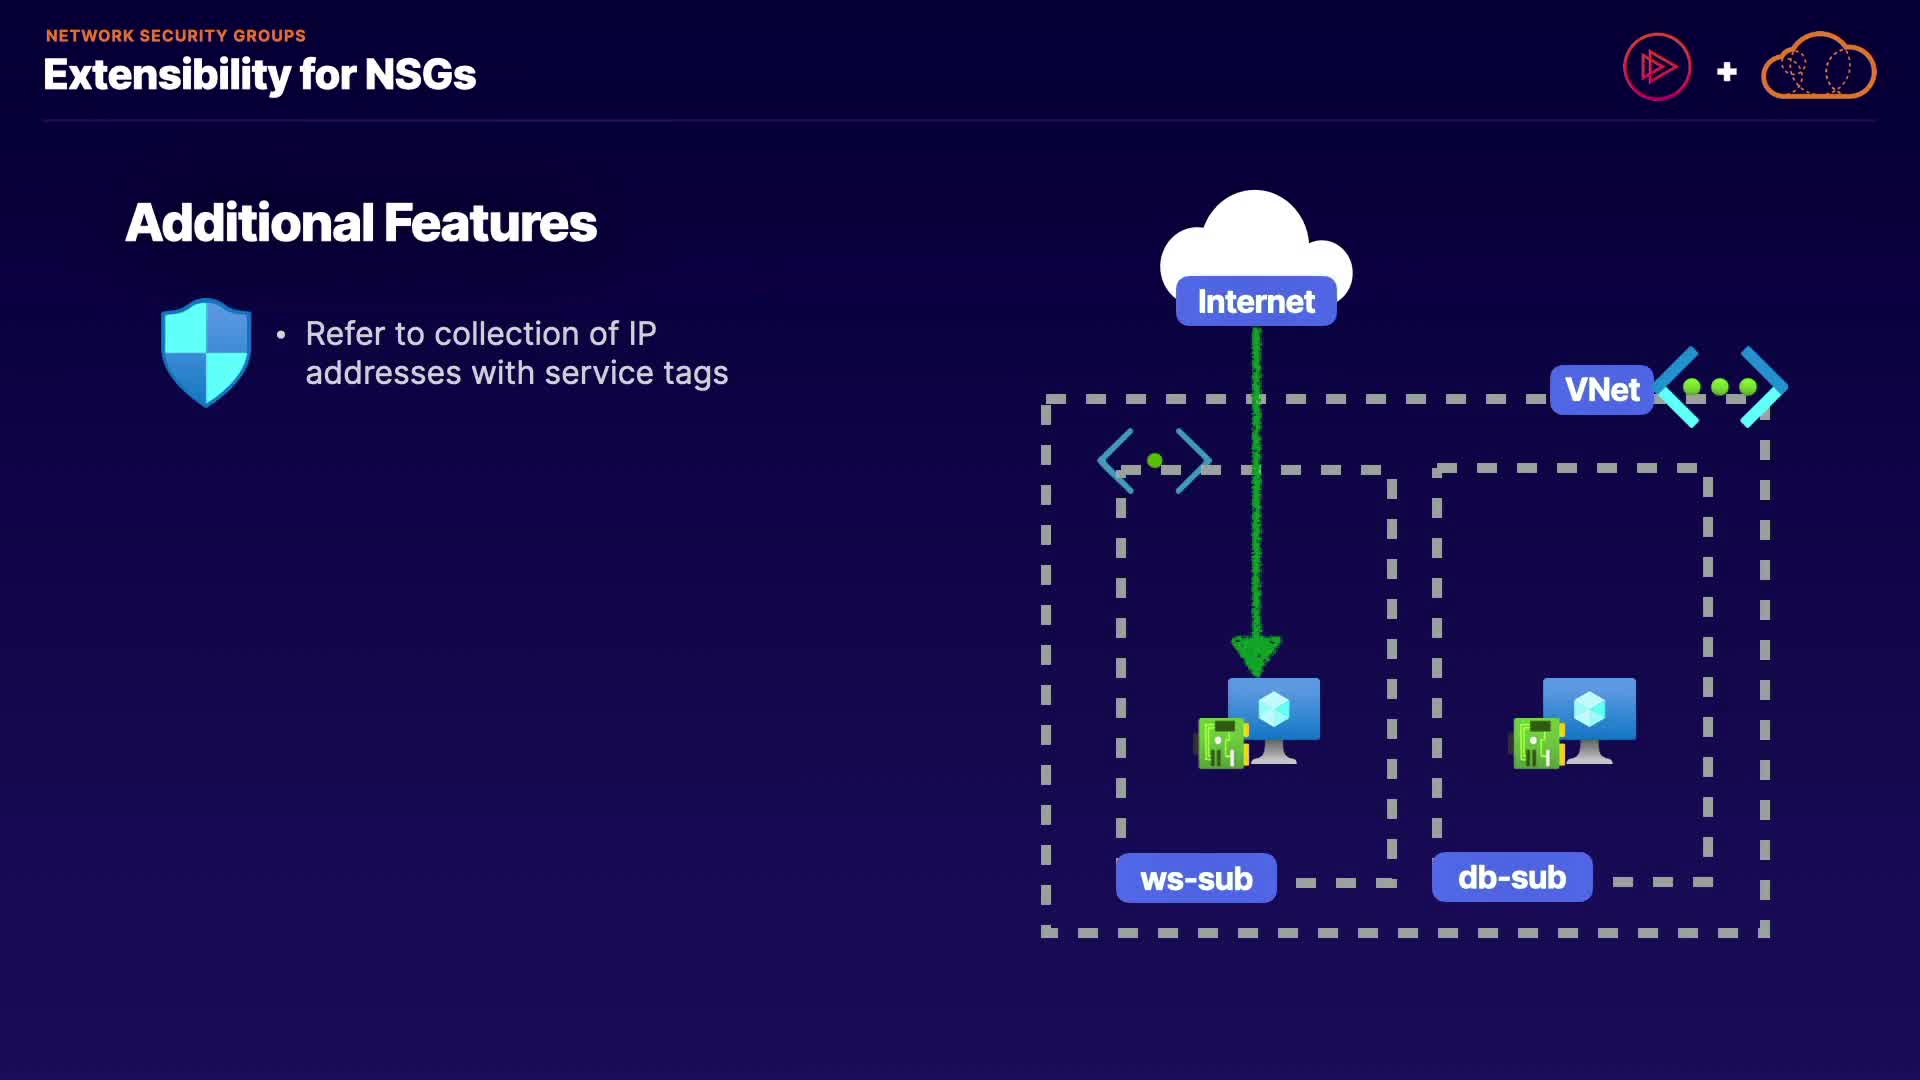 NETWORK SECURITY GROUPS
Extensibility for NSGs
+
Additional Features
• Refer to collection of IP
addresses with service tags
Internet
VNet
ws-sub
db-sub